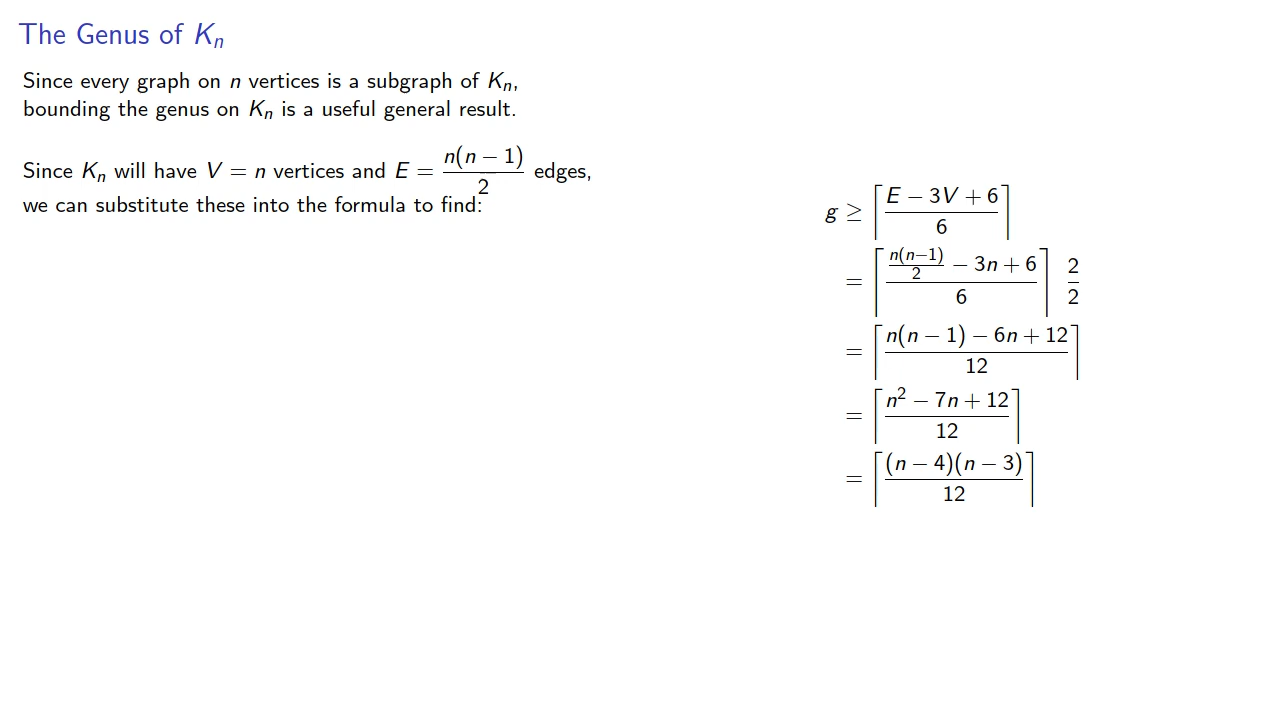 The Genus of Kₙ
Since every graph on n vertices is a subgraph of Kₙ,
bounding the genus on Kₙ is a useful general result.
Since Kₙ will have V = n vertices and E = n(n − 1)/2 edges,
we can substitute these into the formula to find:
g ≥ ⌈(E − 3V + 6)/6⌉
= ⌈(n(n−1)/2 − 3n + 6)/6⌉ 2/2
= ⌈(n(n − 1) − 6n + 12)/12⌉
= ⌈(n² − 7n + 12)/12⌉
= ⌈(n − 4)(n − 3)/12⌉